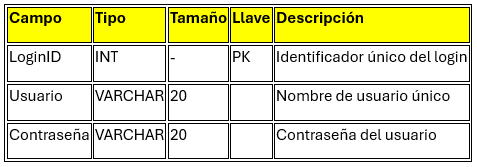 Campo Tipo Tamaño Llave Descripción
LoginID INT - PK Identificador único del login
Usuario VARCHAR 20 Nombre de usuario único
Contraseña VARCHAR 20 Contraseña del usuario